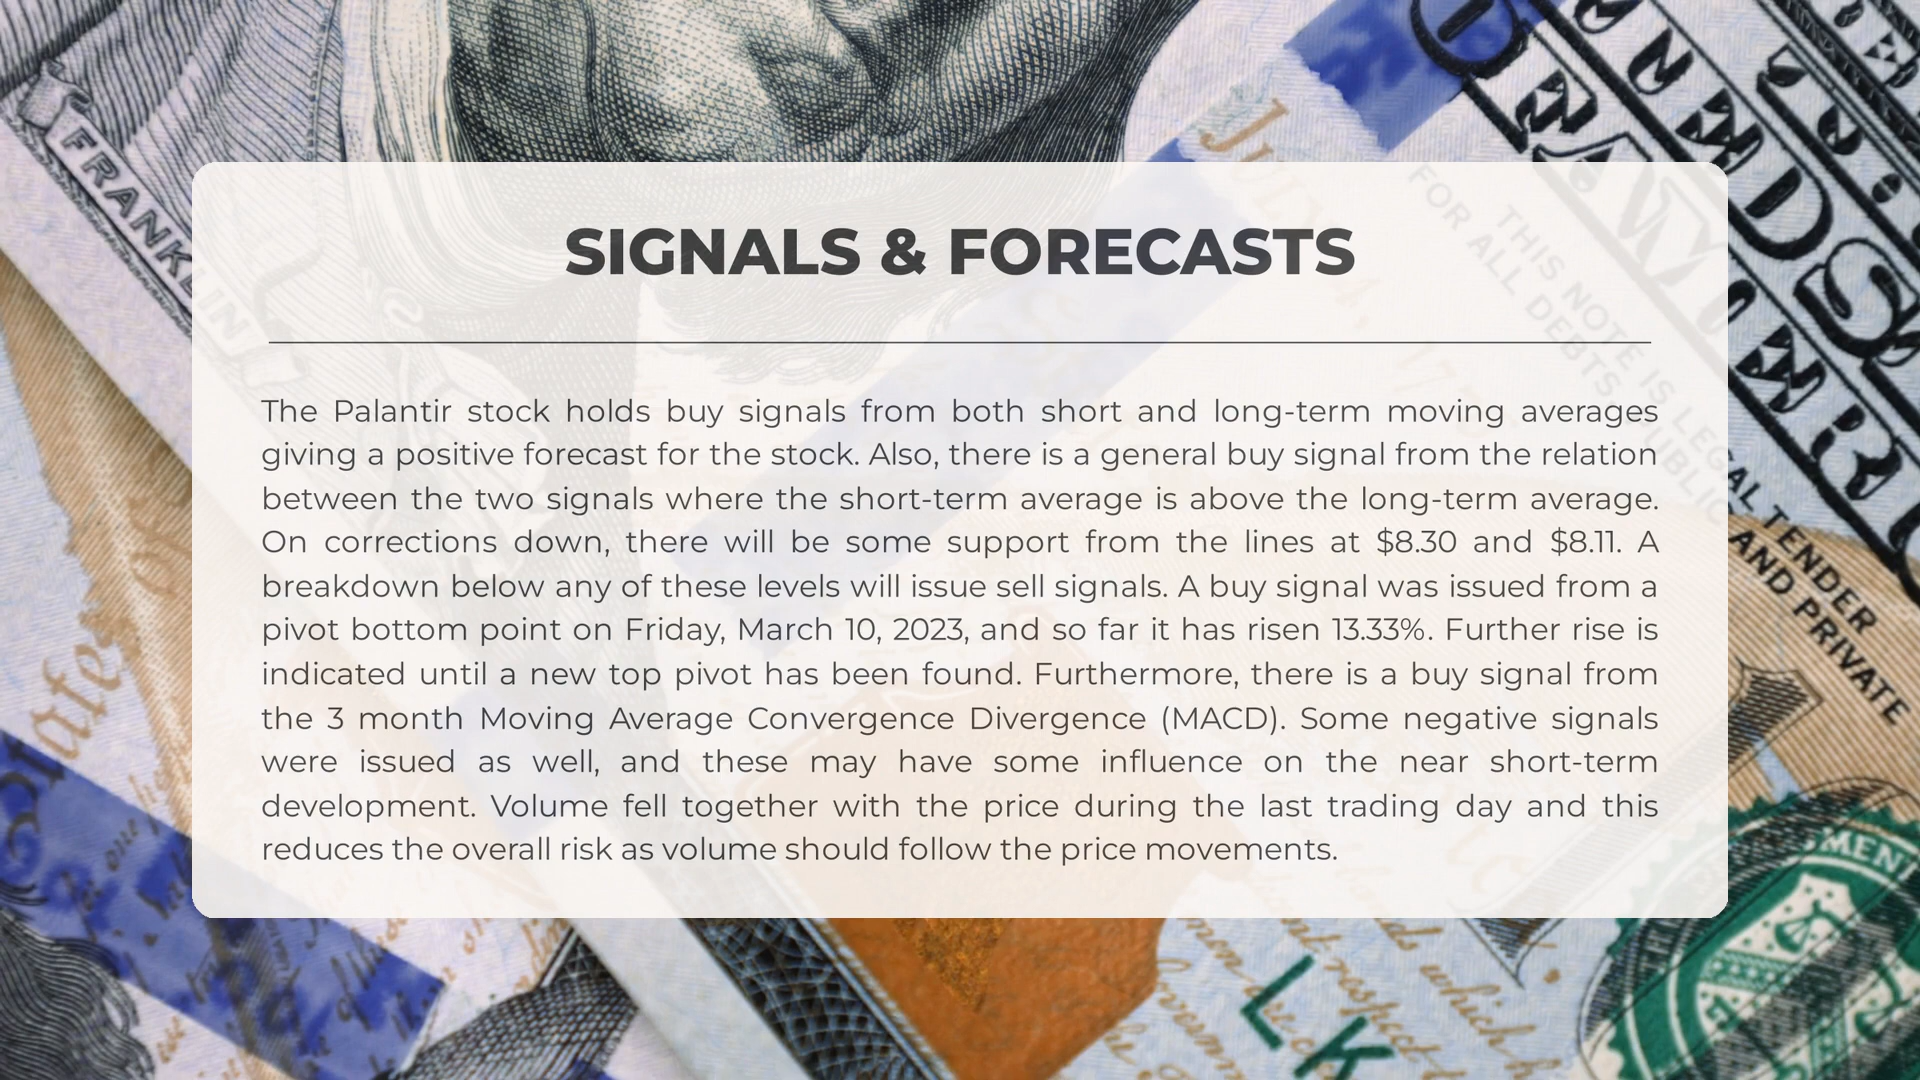 FRANKLIN
SIGNALS & FORECASTS
The Palantir stock holds buy signals from both short and long-term moving averages
giving a positive forecast for the stock. Also, there is a general buy signal from the relation
between the two signals where the short-term average is above the long-term average.
On corrections down, there will be some support from the lines at $8.30 and $8.11. A
breakdown below any of these levels will issue sell signals. A buy signal was issued from a
pivot bottom point on Friday, March 10, 2023, and so far it has risen 13.33%. Further rise is
indicated until a new top pivot has been found. Furthermore, there is a buy signal from
the 3 month Moving Average Convergence Divergence (MACD). Some negative signals
were issued as well, and these may have some influence on the near short-term
development. Volume fell together with the price during the last trading day and this
reduces the overall risk as volume should follow the price movements.
THIS NOTE IS LEGAL TENDER
FOR ALL DEBTS, PUBLIC AND PRIVATE
LK